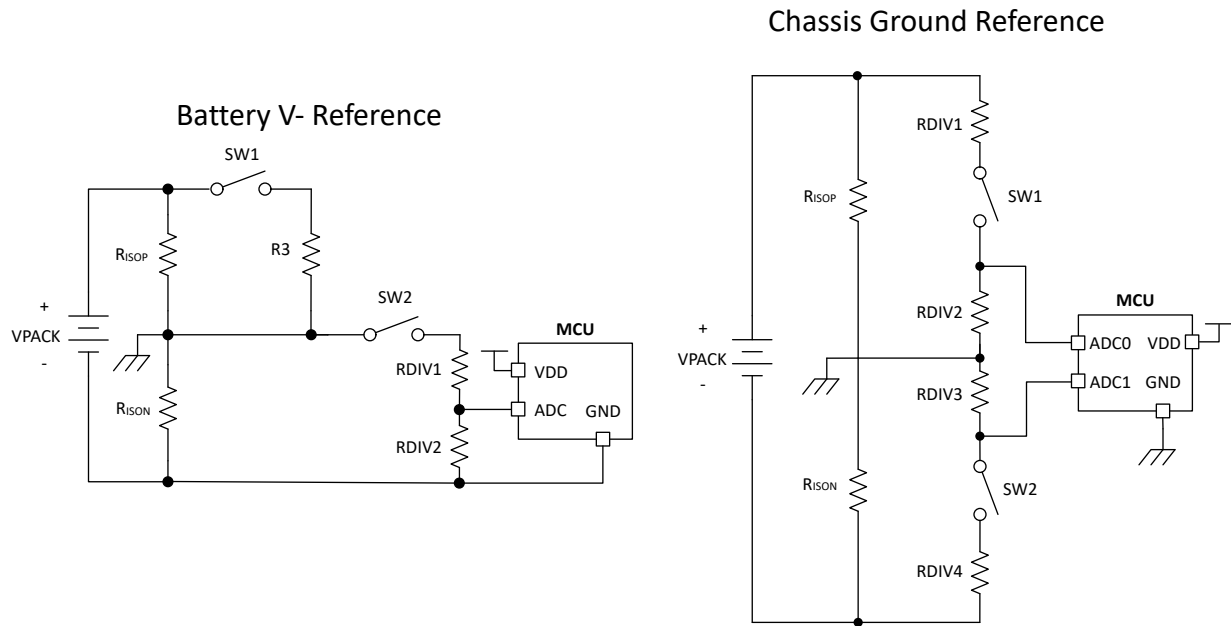 Chassis Ground Reference
Battery V- Reference
SW1
RISOP
R3
SW2
+
VPACK
-
MCU
VDD
RDIV1
ADC
GND
RISON
RDIV2
RDIV1
SW1
RISOP
RDIV2
MCU
+
VPACK
-
ADC0
VDD
ADC1
GND
RDIV3
RISON
SW2
RDIV4